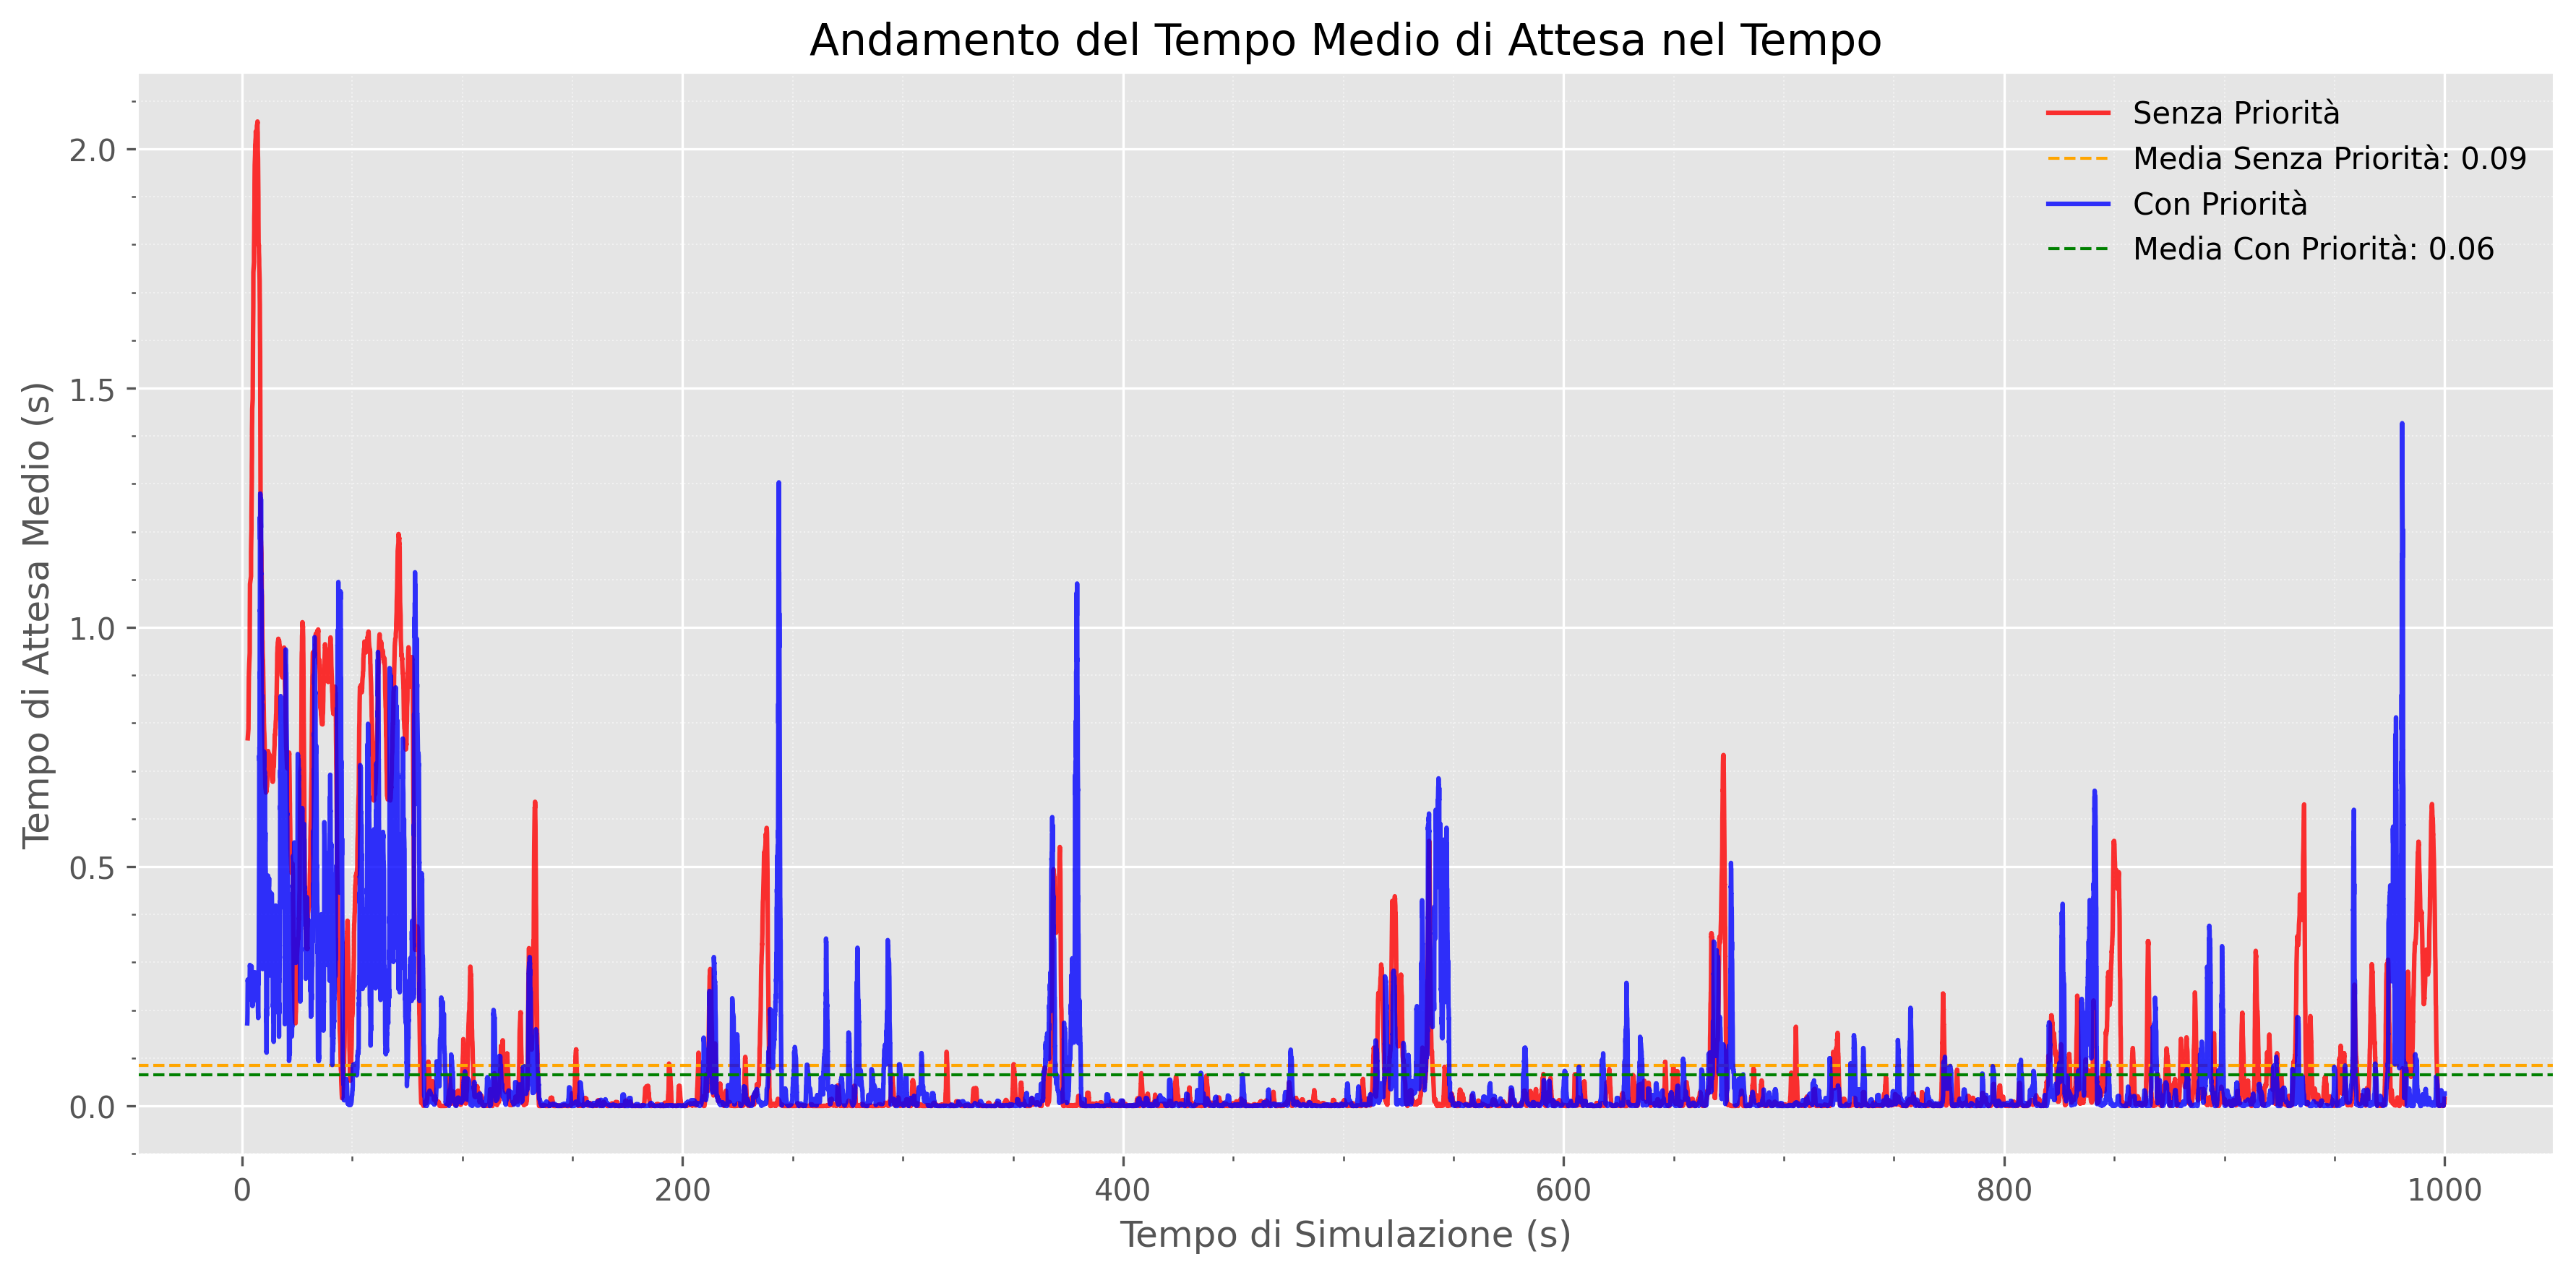 Andamento del Tempo Medio di Attesa nel Tempo
Senza Priorità
Media Senza Priorità: 0.09
Con Priorità
Media Con Priorità: 0.06
Tempo di Attesa Medio (s)
2.0
1.5
1.0
0.5
0.0
0 200 400 600 800 1000
Tempo di Simulazione (s)